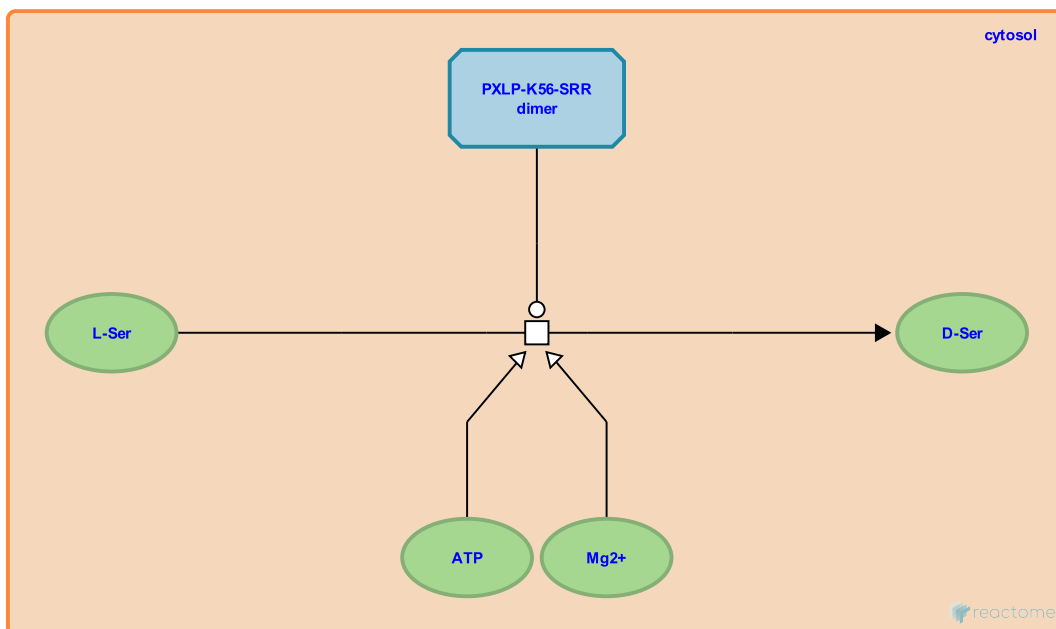 cytosol
PXLP-K56-SRR
dimer
L-Ser
D-Ser
ATP
Mg2+
reactome